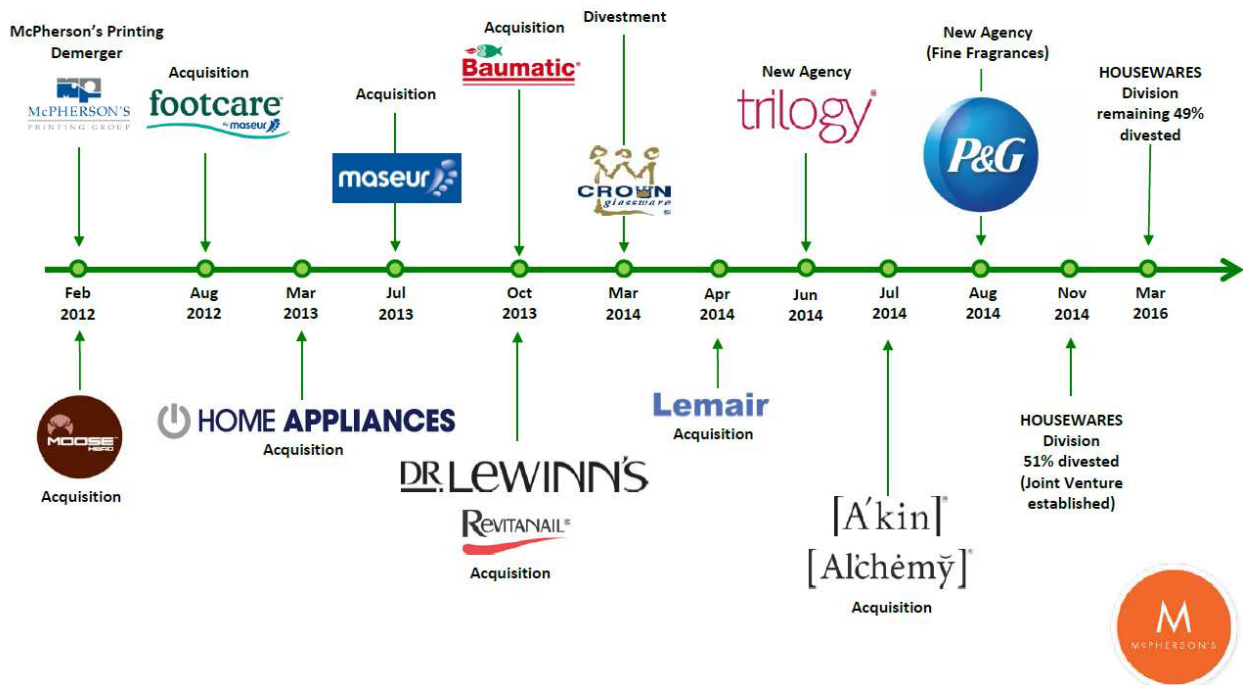 McPherson's Printing
Demerger
McPHERSON'S
PRINTING GROUP
Acquisition
footcare
by maseur
Acquisition
maseur
Acquisition
Baumatic®
Divestment
CROWN
glassware
New Agency
trilogy®
New Agency
(Fine Fragrances)
P&G
HOUSEWARES
Division
remaining 49%
divested
Feb
2012
Aug
2012
Mar
2013
Jul
2013
Oct
2013
Mar
2014
Apr
2014
Jun
2014
Jul
2014
Aug
2014
Nov
2014
Mar
2016
MOOSE™
HEAD
Acquisition
HOME APPLIANCES
Acquisition
DR. LEWINN'S
REVITANAIL®
Acquisition
Lemair
Acquisition
[A'kin]®
[Al'chėmy̆]®
Acquisition
HOUSEWARES
Division
51% divested
(Joint Venture
established)
M
McPHERSON'S